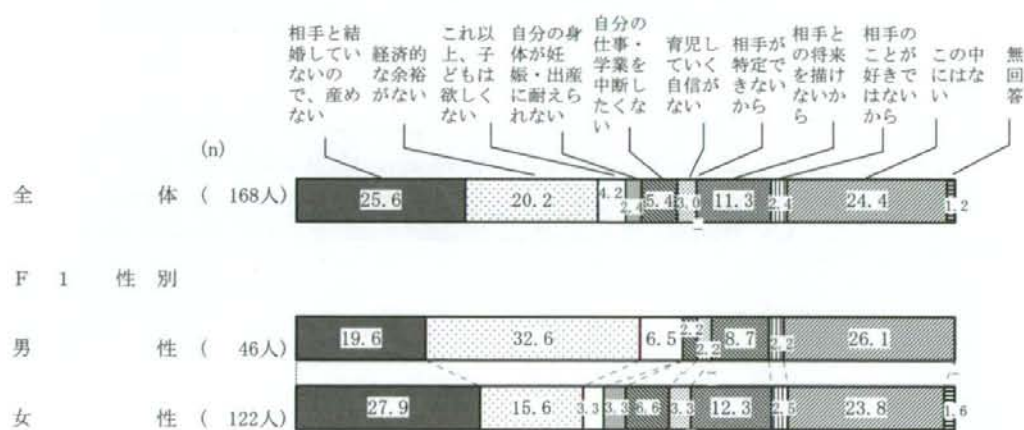 相手と結
婚してい
ないの
で、産め
ない
経済的
な余裕
がない
これ以
上、子
どもは
欲しく
ない
自分の身
体が妊
娠・出産
に耐えら
れない
自分の
仕事・
学業を
中断し
たくな
い
育児し
ていく
自信が
ない
相手が
特定で
きない
から
相手と
の将来
を描け
ないか
ら
相手の
ことが
好きで
はない
から
この中
にはな
い
無
回
答
(n)
全 体 ( 168人) 25.6 20.2 4.2 2.4 5.4 3.0 - 11.3 2.4 24.4 1.2
F 1 性 別
男 性 ( 46人) 19.6 32.6 6.5 2.2 2.2 8.7 2.2 26.1 -
女 性 ( 122人) 27.9 15.6 3.3 3.3 6.6 3.3 - 12.3 2.5 23.8 1.6